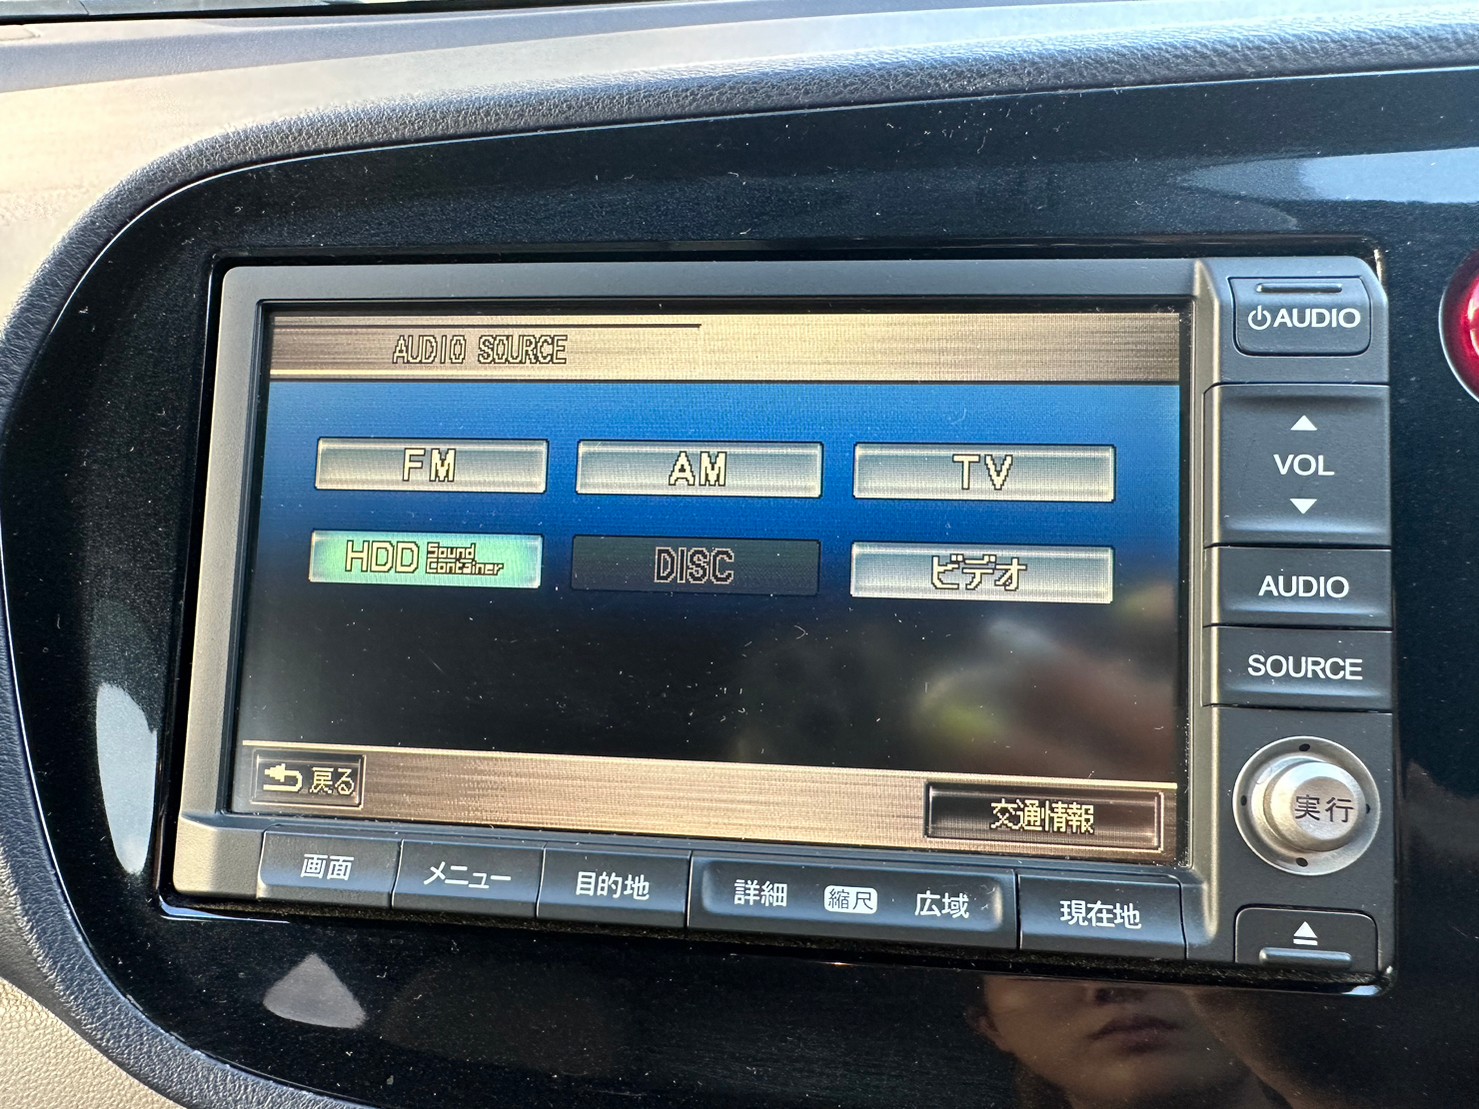 AUDIO SOURCE
FM AM TV
HDD Sound Container DISC ビデオ
戻る 交通情報
画面 メニュー 目的地 詳細 縮尺 広域 現在地
AUDIO
VOL
AUDIO
SOURCE
実行